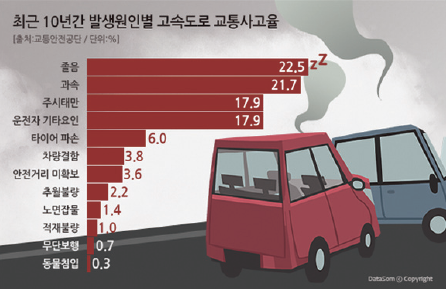 최근 10년간 발생원인별 고속도로 교통사고율
[출처:교통안전공단 / 단위:%]
졸음 22.5 zZ
과속 21.7
주시태만 17.9
운전자 기타요인 17.9
타이어 파손 6.0
차량결함 3.8
안전거리 미확보 3.6
추월불량 2.2
노면잡물 1.4
적재불량 1.0
무단보행 0.7
동물침입 0.3
DataSom ⓒ Copyright